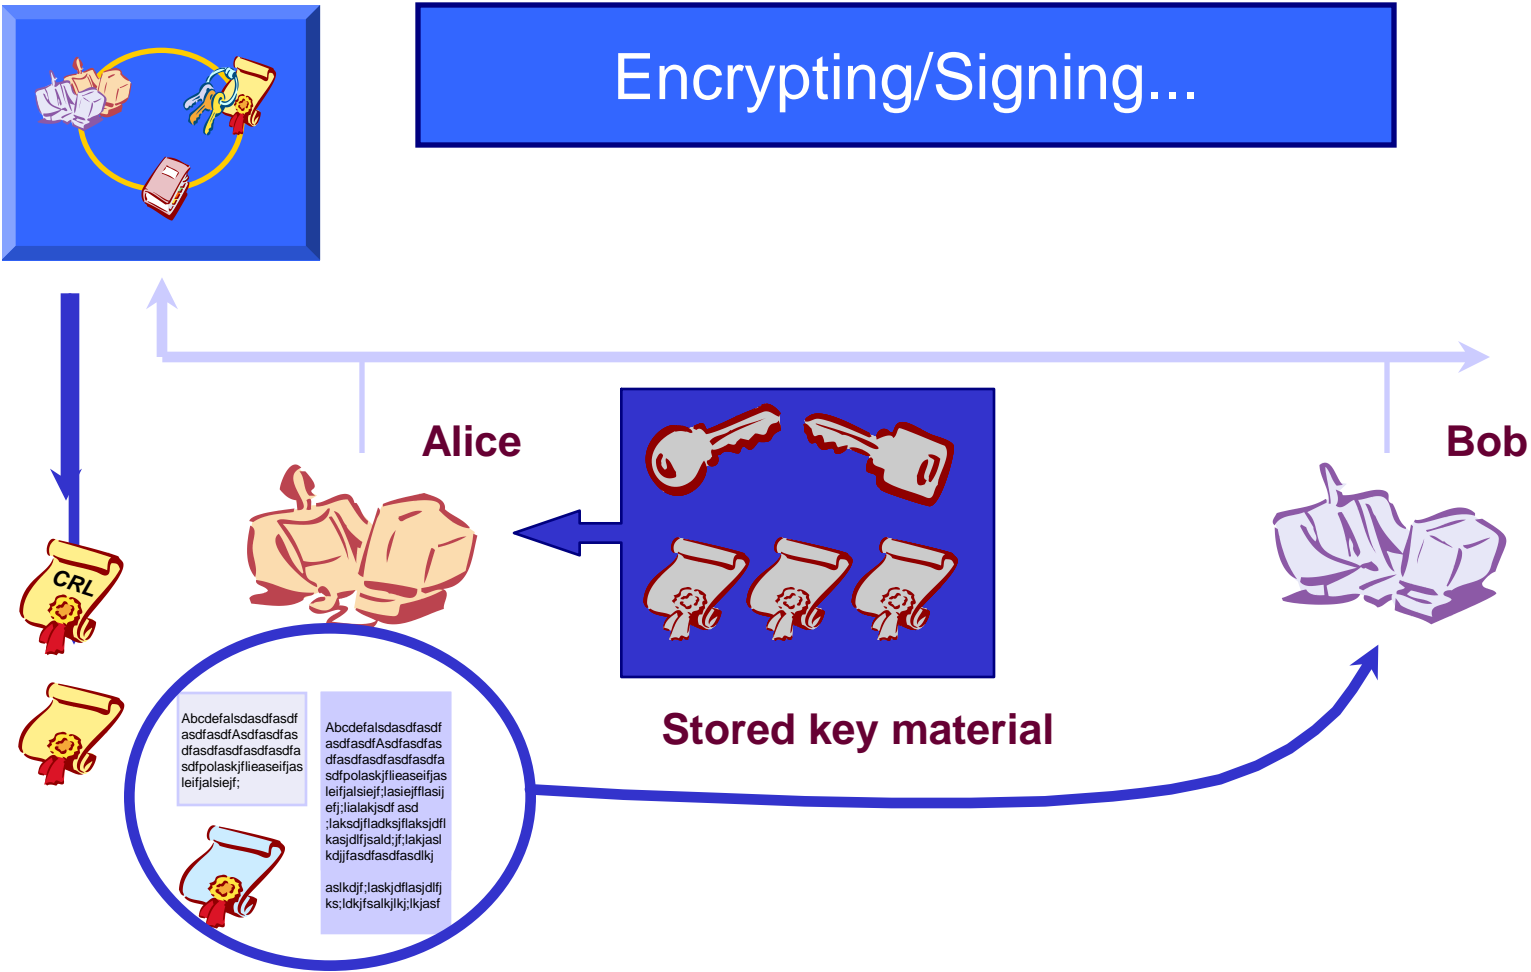 Encrypting/Signing...
Alice
Bob
CRL
Stored key material
Abcdefalsdasdfasdf
asdfasdfAsdfasdfas
dfasdfasdfasdfasdfa
sdfpolaskjflieaseifjas
leifjalsiejf;
Abcdefalsdasdfasdf
asdfasdfAsdfasdfas
dfasdfasdfasdfasdfa
sdfpolaskjflieaseifjas
leifjalsiejf;lasiejfflasij
efj;lialakjsdf asd
;laksdjfladksjflaksjdfl
kasjdlfjsald;jf;lakjasl
kdjjfasdfasdfasdlkj
aslkdjf;laskjdflasjdlfj
ks;ldkjfsalkjlkj;lkjasf